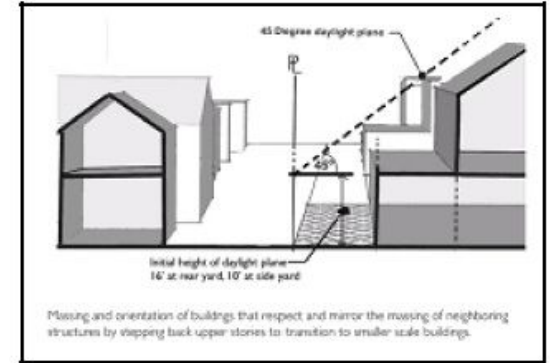 45 Degree daylight plane
PL
45°
Initial height of daylight plane
16' at rear yard, 10' at side yard
Massing and orientation of buildings that respect and mirror the massing of neighboring
structures by stepping back upper stories to transition to smaller scale buildings.